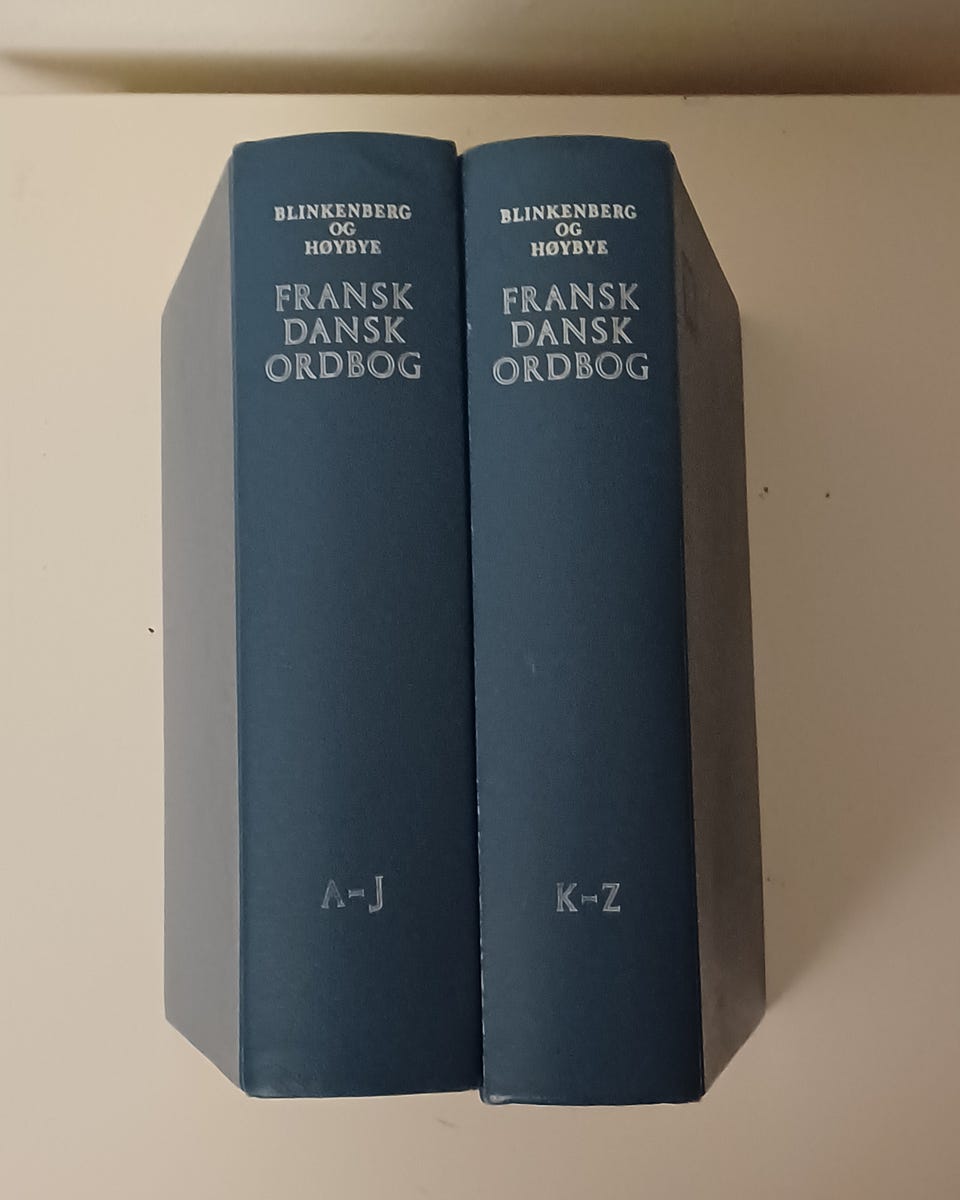 BLINKENBERG
OG
HØYBYE
FRANSK
DANSK
ORDBOG
A-J
BLINKENBERG
OG
HØYBYE
FRANSK
DANSK
ORDBOG
K-Z